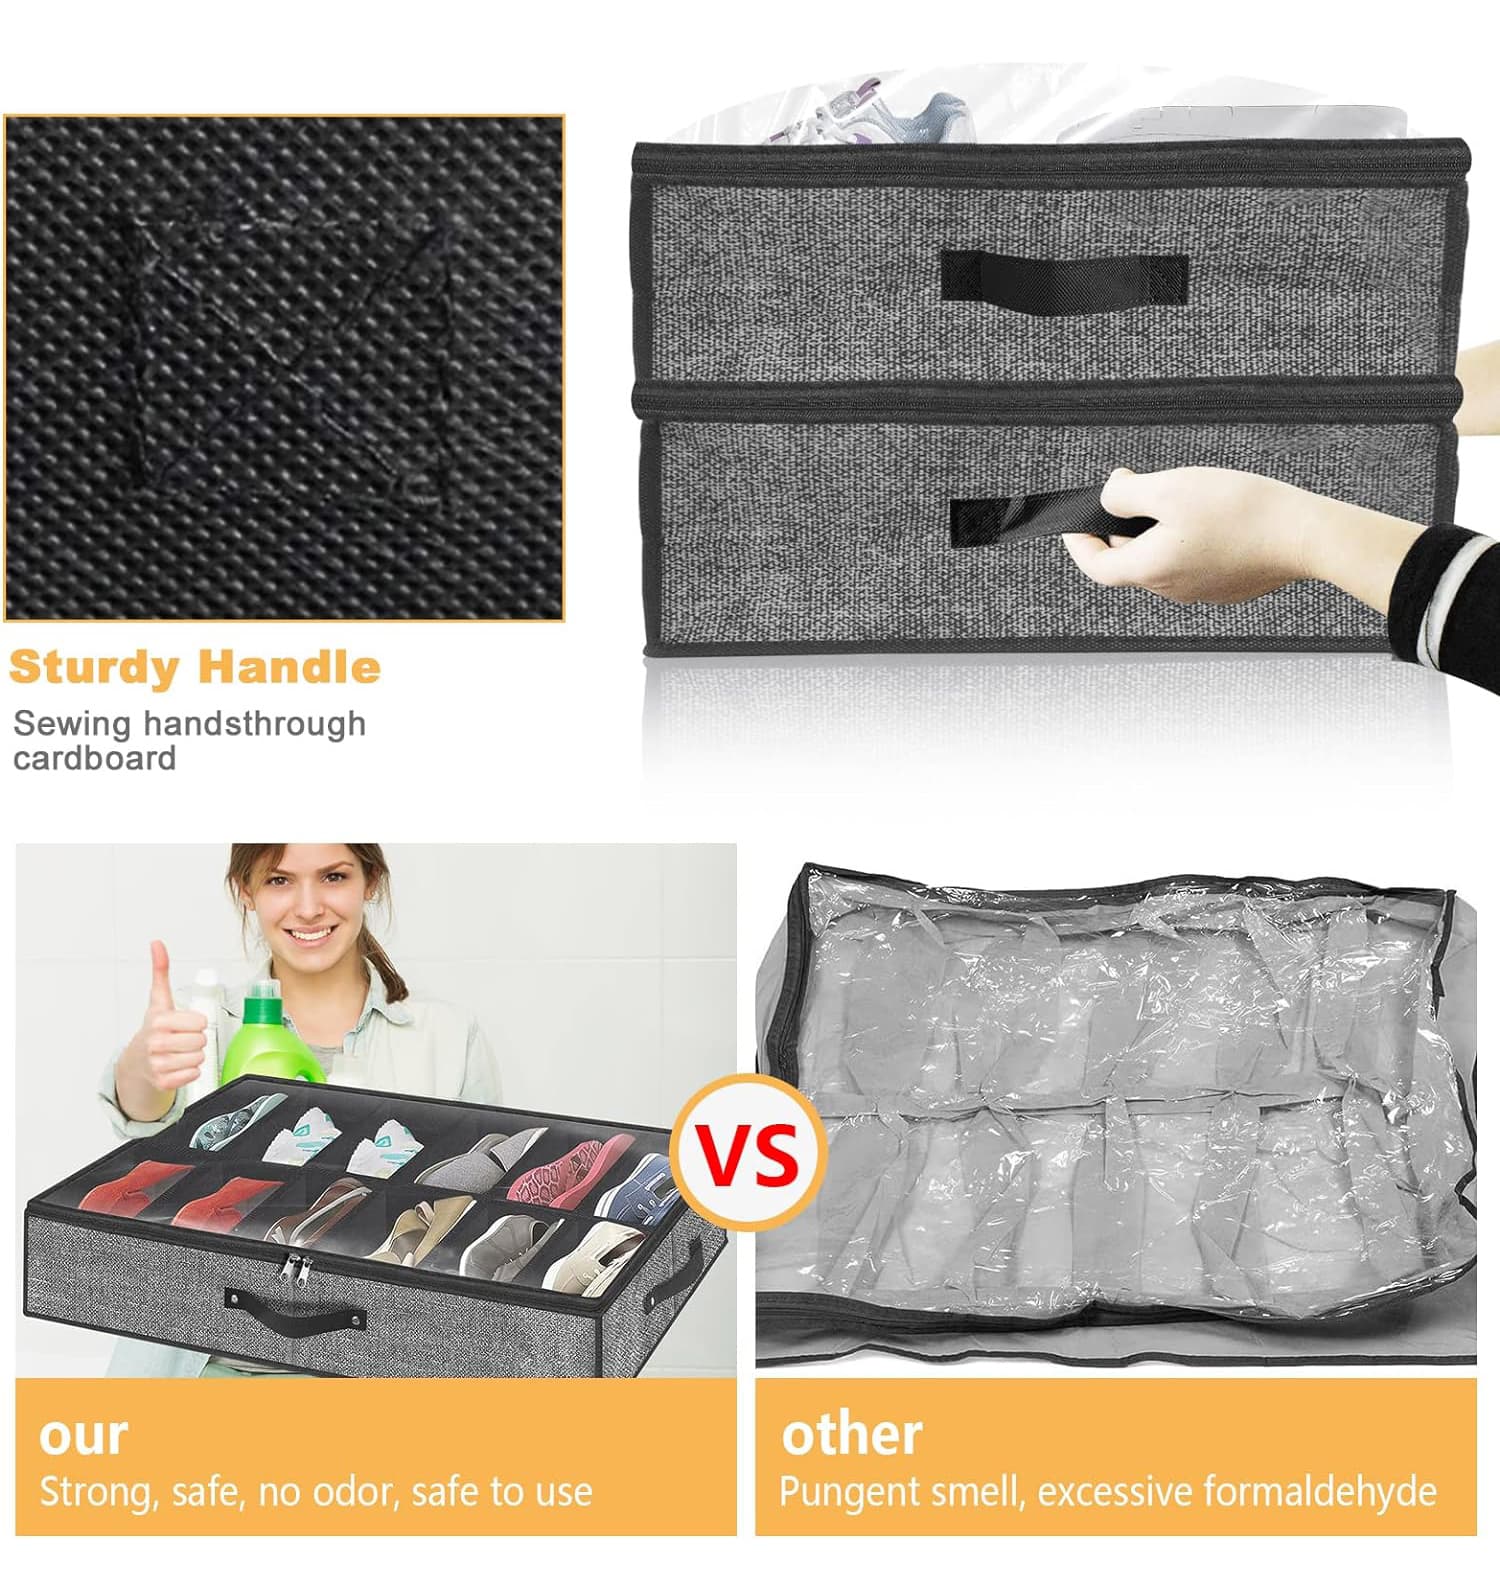 Sturdy Handle
Sewing handsthrough
cardboard
VS
our
Strong, safe, no odor, safe to use
other
Pungent smell, excessive formaldehyde